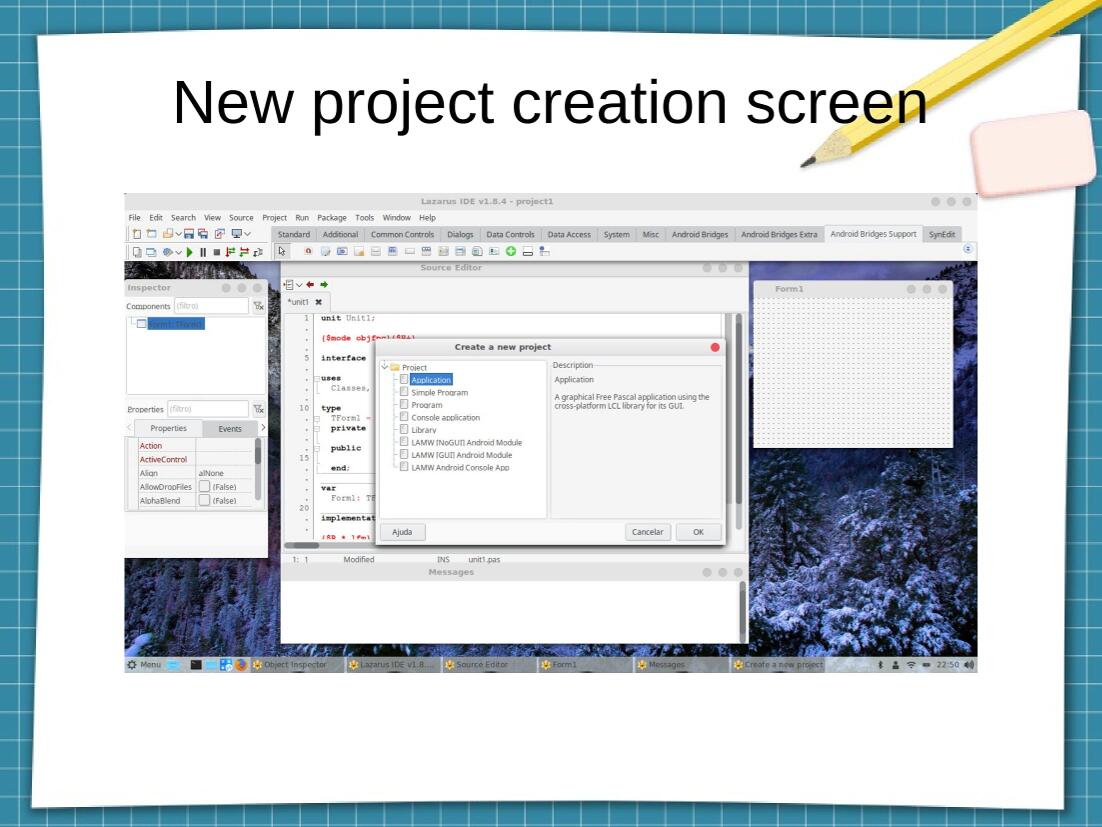 New project creation screen
Lazarus IDE v1.8.4 - project1
File Edit Search View Source Project Run Package Tools Window Help
Standard Additional Common Controls Dialogs Data Controls Data Access System Misc Android Bridges Android Bridges Extra Android Bridges Support SynEdit
Source Editor
Inspector
Components (filtro)
Properties (filtro)
Properties Events
Action
ActiveControl
Align alNone
AllowDropFiles (False)
AlphaBlend (False)
*unit1
1 unit Unit1;
{$mode objfpc}{$H+}
5 interface
uses
Classes,
10 type
TForm1 =
private
public
15
end;
var
Form1: TF
20
implementat
{$R *.lfm}
1: 1 Modified INS unit1.pas
Create a new project
Project
Application
Simple Program
Program
Console application
Library
LAMW [NoGUI] Android Module
LAMW [GUI] Android Module
LAMW Android Console App
Description
Application
A graphical Free Pascal application using the
cross-platform LCL library for its GUI.
Ajuda Cancelar OK
Form1
Messages
Menu Object Inspector Lazarus IDE v1.8.... Source Editor Form1 Messages Create a new project 22:50